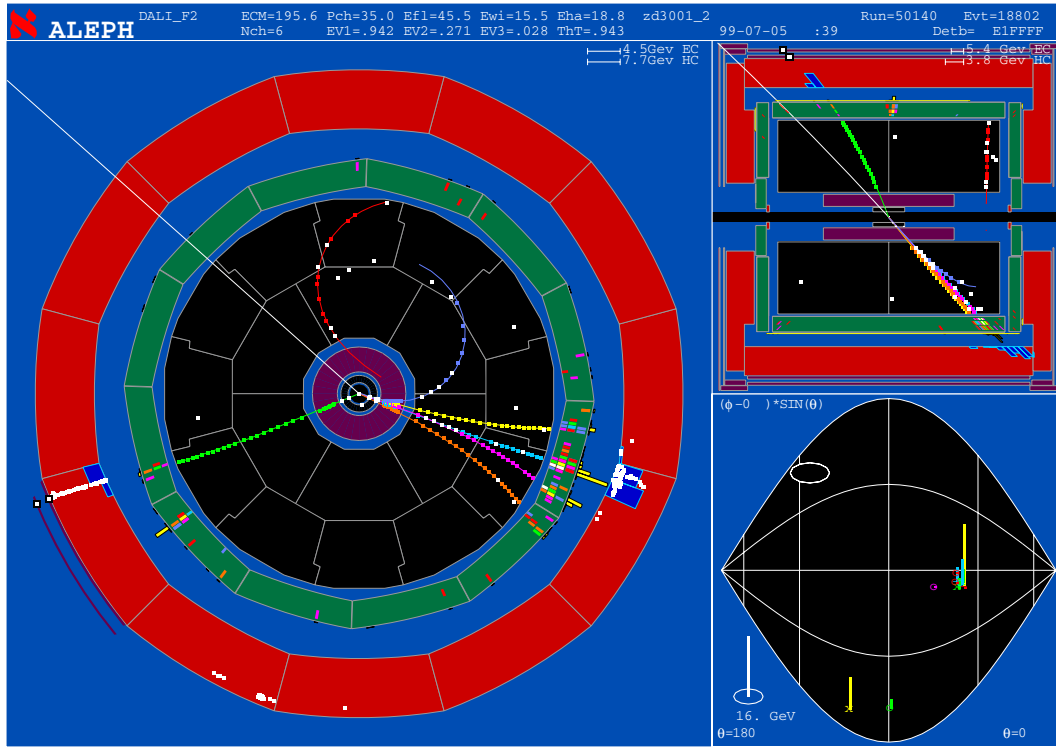 ALEPH
DALI_F2 ECM=195.6 Pch=35.0 Efl=45.5 Ewi=15.5 Eha=18.8 zd3001_2 Run=50140 Evt=18802
Nch=6 EV1=.942 EV2=.271 EV3=.028 ThT=.943 99-07-05 :39 Detb= E1FFFF
4.5Gev EC
7.7Gev HC
5.4 Gev EC
3.8 Gev HC
(ϕ-0 )*SIN(θ)
16. GeV
θ=180 θ=0